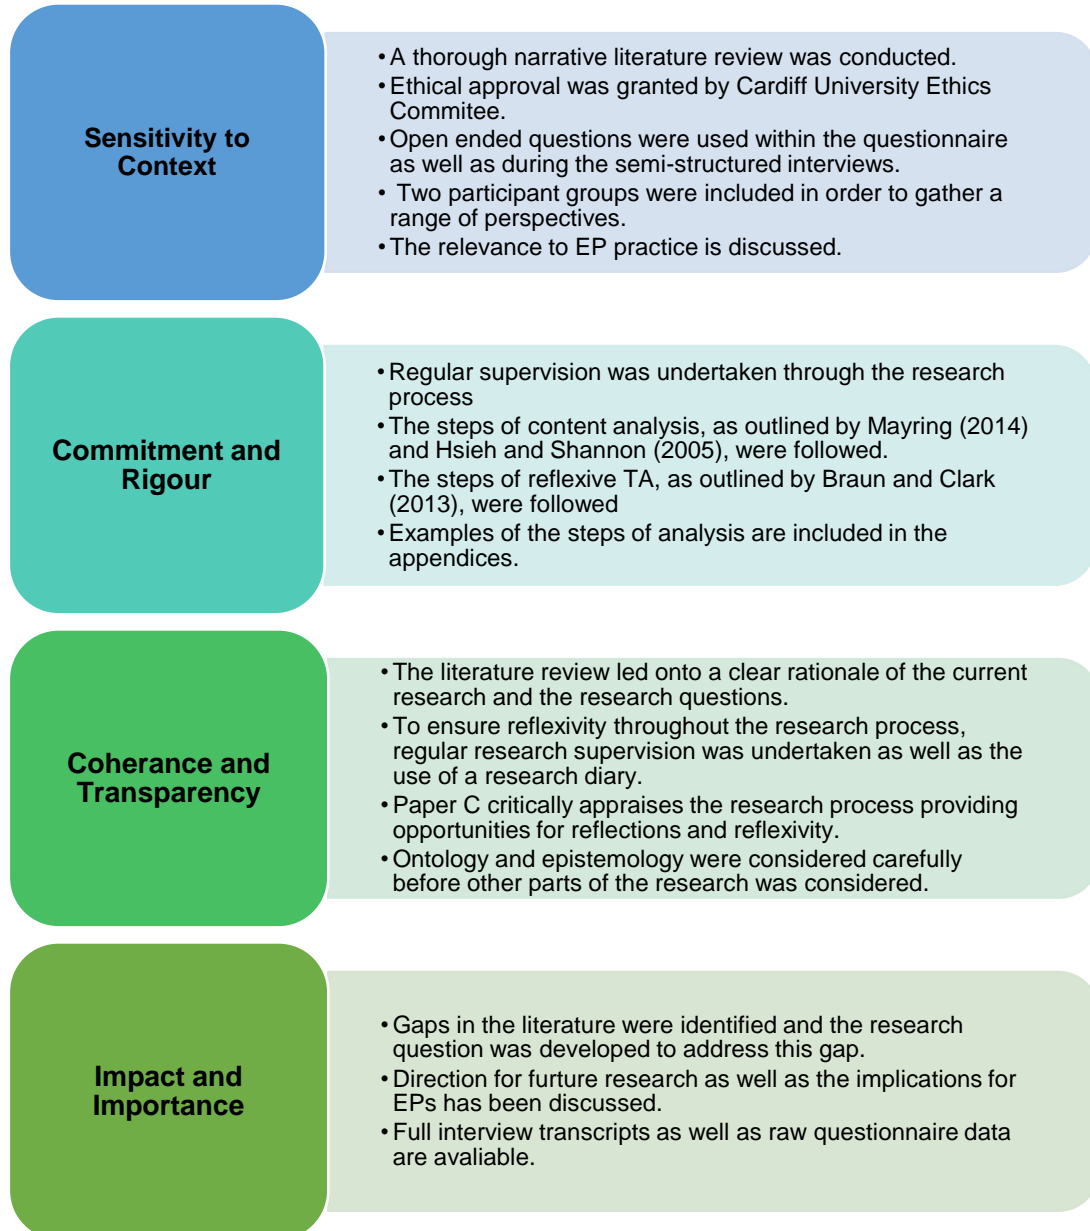 Sensitivity to
Context
•A thorough narrative literature review was conducted.
•Ethical approval was granted by Cardiff University Ethics
Commitee.
•Open ended questions were used within the questionnaire
as well as during the semi-structured interviews.
• Two participant groups were included in order to gather a
range of perspectives.
•The relevance to EP practice is discussed.
Commitment and
Rigour
•Regular supervision was undertaken through the research
process
•The steps of content analysis, as outlined by Mayring (2014)
and Hsieh and Shannon (2005), were followed.
•The steps of reflexive TA, as outlined by Braun and Clark
(2013), were followed
•Examples of the steps of analysis are included in the
appendices.
Coherance and
Transparency
•The literature review led onto a clear rationale of the current
research and the research questions.
•To ensure reflexivity throughout the research process,
regular research supervision was undertaken as well as the
use of a research diary.
•Paper C critically appraises the research process providing
opportunities for reflections and reflexivity.
•Ontology and epistemology were considered carefully
before other parts of the research was considered.
Impact and
Importance
•Gaps in the literature were identified and the research
question was developed to address this gap.
•Direction for furture research as well as the implications for
EPs has been discussed.
•Full interview transcripts as well as raw questionnaire data
are avaliable.